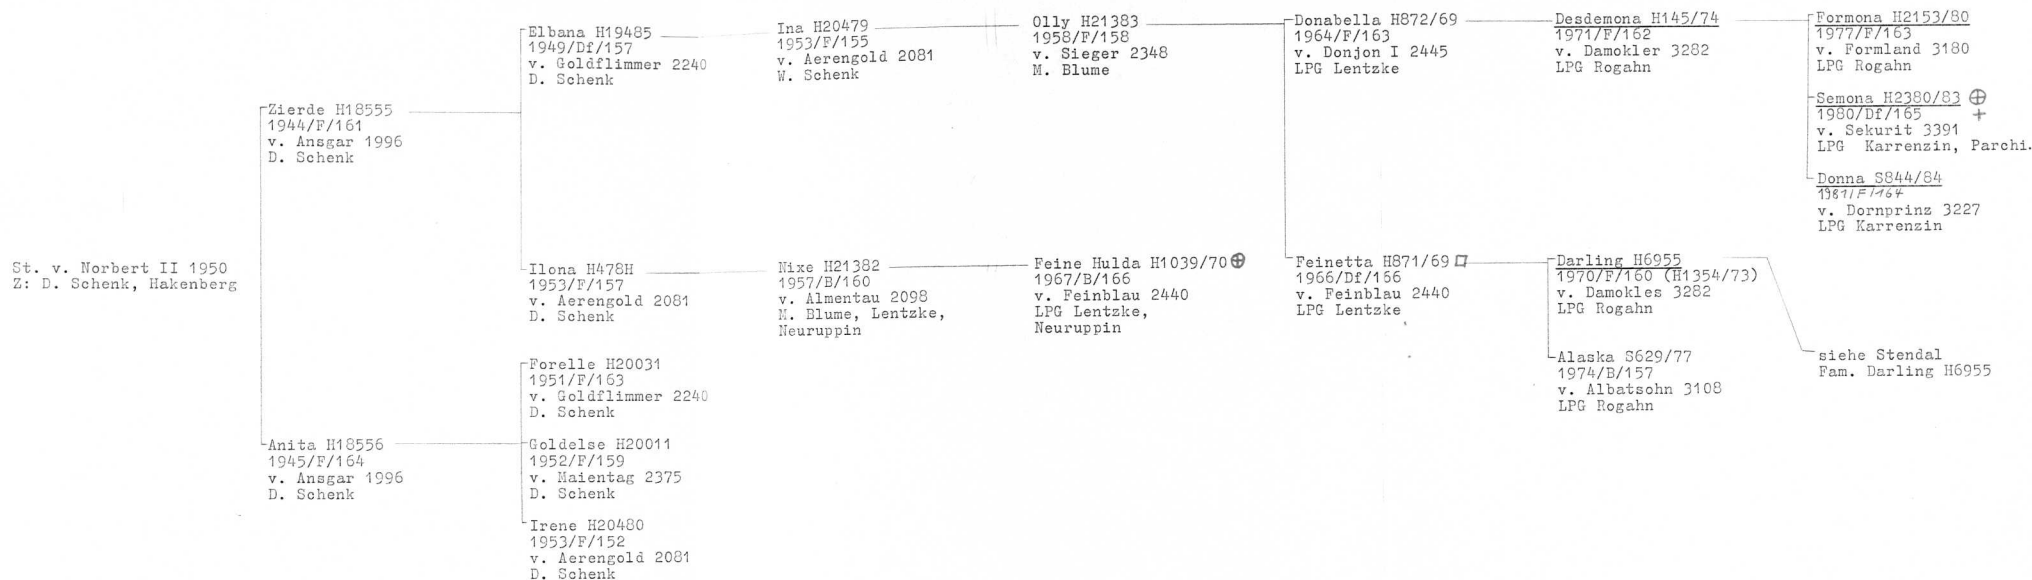 St. v. Norbert II 1950
Z: D. Schenk, Hakenberg
Zierde H18555
1944/F/161
v. Ansgar 1996
D. Schenk
Anita H18556
1945/F/164
v. Ansgar 1996
D. Schenk
Elbana H19485
1949/Df/157
v. Goldflimmer 2240
D. Schenk
Ilona H478H
1953/F/157
v. Aerengold 2081
D. Schenk
Forelle H20031
1951/F/163
v. Goldflimmer 2240
D. Schenk
Goldelse H20011
1952/F/159
v. Maientag 2375
D. Schenk
Irene H20480
1953/F/152
v. Aerengold 2081
D. Schenk
Ina H20479
1953/F/155
v. Aerengold 2081
W. Schenk
Nixe H21382
1957/B/160
v. Almentau 2098
M. Blume, Lentzke,
Neuruppin
Olly H21383
1958/F/158
v. Sieger 2348
M. Blume
Feine Hulda H1039/70 ⊕
1967/B/166
v. Feinblau 2440
LPG Lentzke,
Neuruppin
Donabella H872/69
1964/F/163
v. Donjon I 2445
LPG Lentzke
Feinetta H871/69
1966/Df/166
v. Feinblau 2440
LPG Lentzke
Desdemona H145/74
1971/F/162
v. Damokler 3282
LPG Rogahn
Darling H6955
1970/F/160 (H1354/73)
v. Damokles 3282
LPG Rogahn
Alaska S629/77
1974/B/157
v. Albatsohn 3108
LPG Rogahn
Formona H2153/80
1977/F/163
v. Formland 3180
LPG Rogahn
Semona H2380/83 ⊕
1980/Df/165 +
v. Sekurit 3391
LPG Karrenzin, Parchi.
Donna S844/84
1981/F/164
v. Dornprinz 3227
LPG Karrenzin
siehe Stendal
Fam. Darling H6955